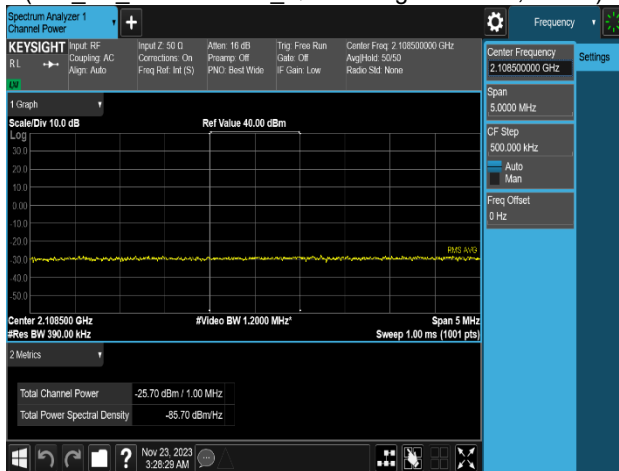 Spectrum Analyzer 1
Channel Power
Frequency
KEYSIGHT
R L
Input: RF
Coupling: AC
Align: Auto
Input Z: 50 Ω
Corrections: On
Freq Ref: Int (S)
Atten: 16 dB
Preamp: Off
PNO: Best Wide
Trig: Free Run
Gate: Off
IF Gain: Low
Center Freq: 2.108500000 GHz
Avg|Hold: 50/50
Radio Std: None
Center Frequency
2.108500000 GHz
Settings
Span
5.0000 MHz
CF Step
500.000 kHz
Auto
Man
Freq Offset
0 Hz
1 Graph
Scale/Div 10.0 dB
Ref Value 40.00 dBm
Log
30.0
20.0
10.0
0.00
-10.0
-20.0
-30.0
-40.0
-50.0
RMS AVG
Center 2.108500 GHz
#Video BW 1.2000 MHz*
Span 5 MHz
#Res BW 390.00 kHz
Sweep 1.00 ms (1001 pts)
2 Metrics
Total Channel Power -25.70 dBm / 1.00 MHz
Total Power Spectral Density -85.70 dBm/Hz
Nov 23, 2023
3:28:29 AM